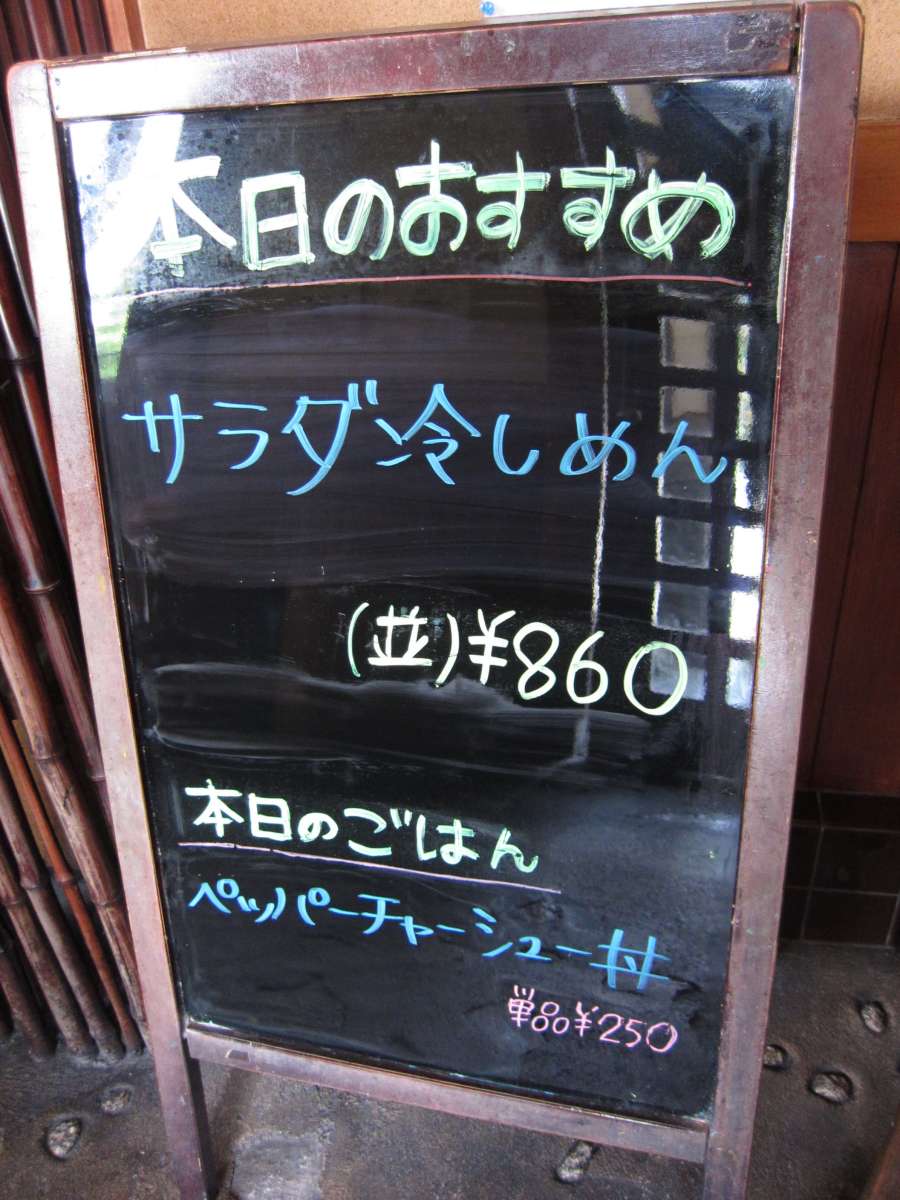 本日のおすすめ
サラダ冷しめん
(並)¥860
本日のごはん
ペッパーチャーシュー丼
単品¥250